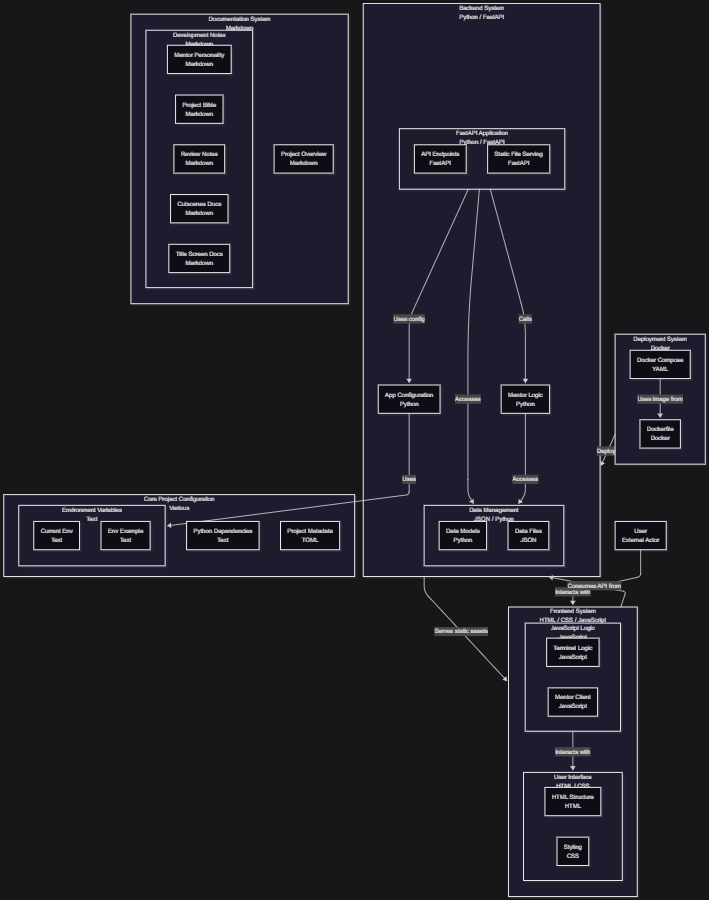 Documentation System
Markdown
Development Notes
Markdown
Mentor Personality
Markdown
Project Bible
Markdown
Review Notes
Markdown
Cutscenes Docs
Markdown
Title Screen Docs
Markdown
Project Overview
Markdown
Backend System
Python / FastAPI
FastAPI Application
Python / FastAPI
API Endpoints
FastAPI
Static File Serving
FastAPI
Uses config
Calls
Accesses
App Configuration
Python
Mentor Logic
Python
Uses
Accesses
Data Management
JSON / Python
Data Models
Python
Data Files
JSON
Deployment System
Docker
Docker Compose
YAML
Uses image from
Dockerfile
Docker
Deploy
Core Project Configuration
Various
Environment Variables
Text
Current Env
Text
Env Example
Text
Python Dependencies
Text
Project Metadata
TOML
User
External Actor
Consumes API from
Interacts with
Serves static assets
Frontend System
HTML / CSS / JavaScript
JavaScript Logic
JavaScript
Terminal Logic
JavaScript
Mentor Client
JavaScript
Interacts with
User Interface
HTML / CSS
HTML Structure
HTML
Styling
CSS